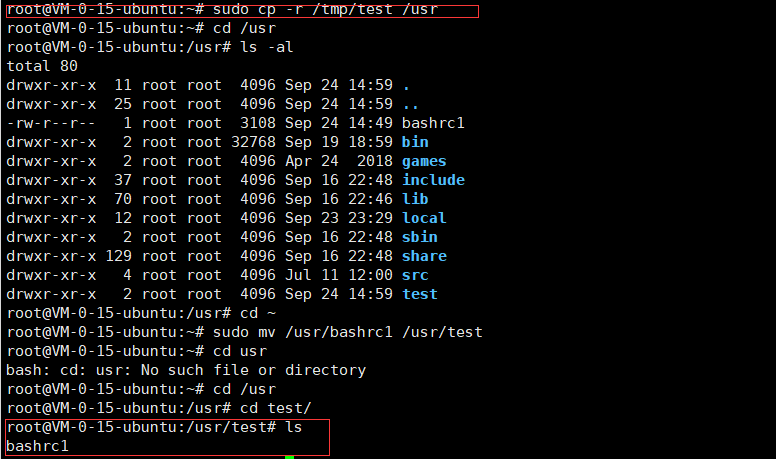 root@VM-0-15-ubuntu:~# sudo cp -r /tmp/test /usr
root@VM-0-15-ubuntu:~# cd /usr
root@VM-0-15-ubuntu:/usr# ls -al
total 80
drwxr-xr-x  11 root root  4096 Sep 24 14:59 .
drwxr-xr-x  25 root root  4096 Sep 24 14:59 ..
-rw-r--r--   1 root root  3108 Sep 24 14:49 bashrc1
drwxr-xr-x   2 root root 32768 Sep 19 18:59 bin
drwxr-xr-x   2 root root  4096 Apr 24  2018 games
drwxr-xr-x  37 root root  4096 Sep 16 22:48 include
drwxr-xr-x  70 root root  4096 Sep 16 22:46 lib
drwxr-xr-x  12 root root  4096 Sep 23 23:29 local
drwxr-xr-x   2 root root  4096 Sep 16 22:48 sbin
drwxr-xr-x 129 root root  4096 Sep 16 22:48 share
drwxr-xr-x   4 root root  4096 Jul 11 12:00 src
drwxr-xr-x   2 root root  4096 Sep 24 14:59 test
root@VM-0-15-ubuntu:/usr# cd ~
root@VM-0-15-ubuntu:~# sudo mv /usr/bashrc1 /usr/test
root@VM-0-15-ubuntu:~# cd usr
bash: cd: usr: No such file or directory
root@VM-0-15-ubuntu:~# cd /usr
root@VM-0-15-ubuntu:/usr# cd test/
root@VM-0-15-ubuntu:/usr/test# ls
bashrc1